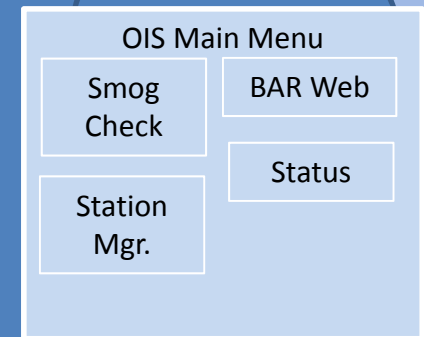 OIS Main Menu
Smog
Check
BAR Web
Status
Station
Mgr.